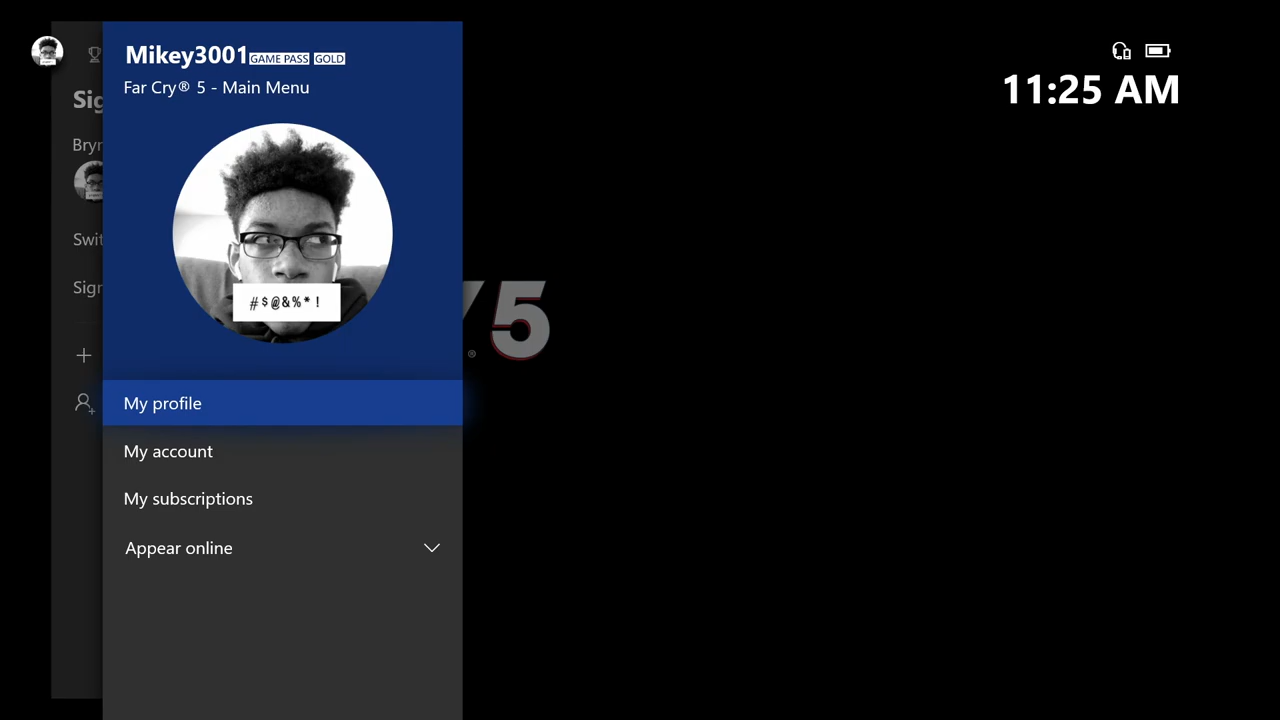 Mikey3001 GAME PASS GOLD
Far Cry® 5 - Main Menu
11:25 AM
#$@&%*!
Y5
®
My profile
My account
My subscriptions
Appear online